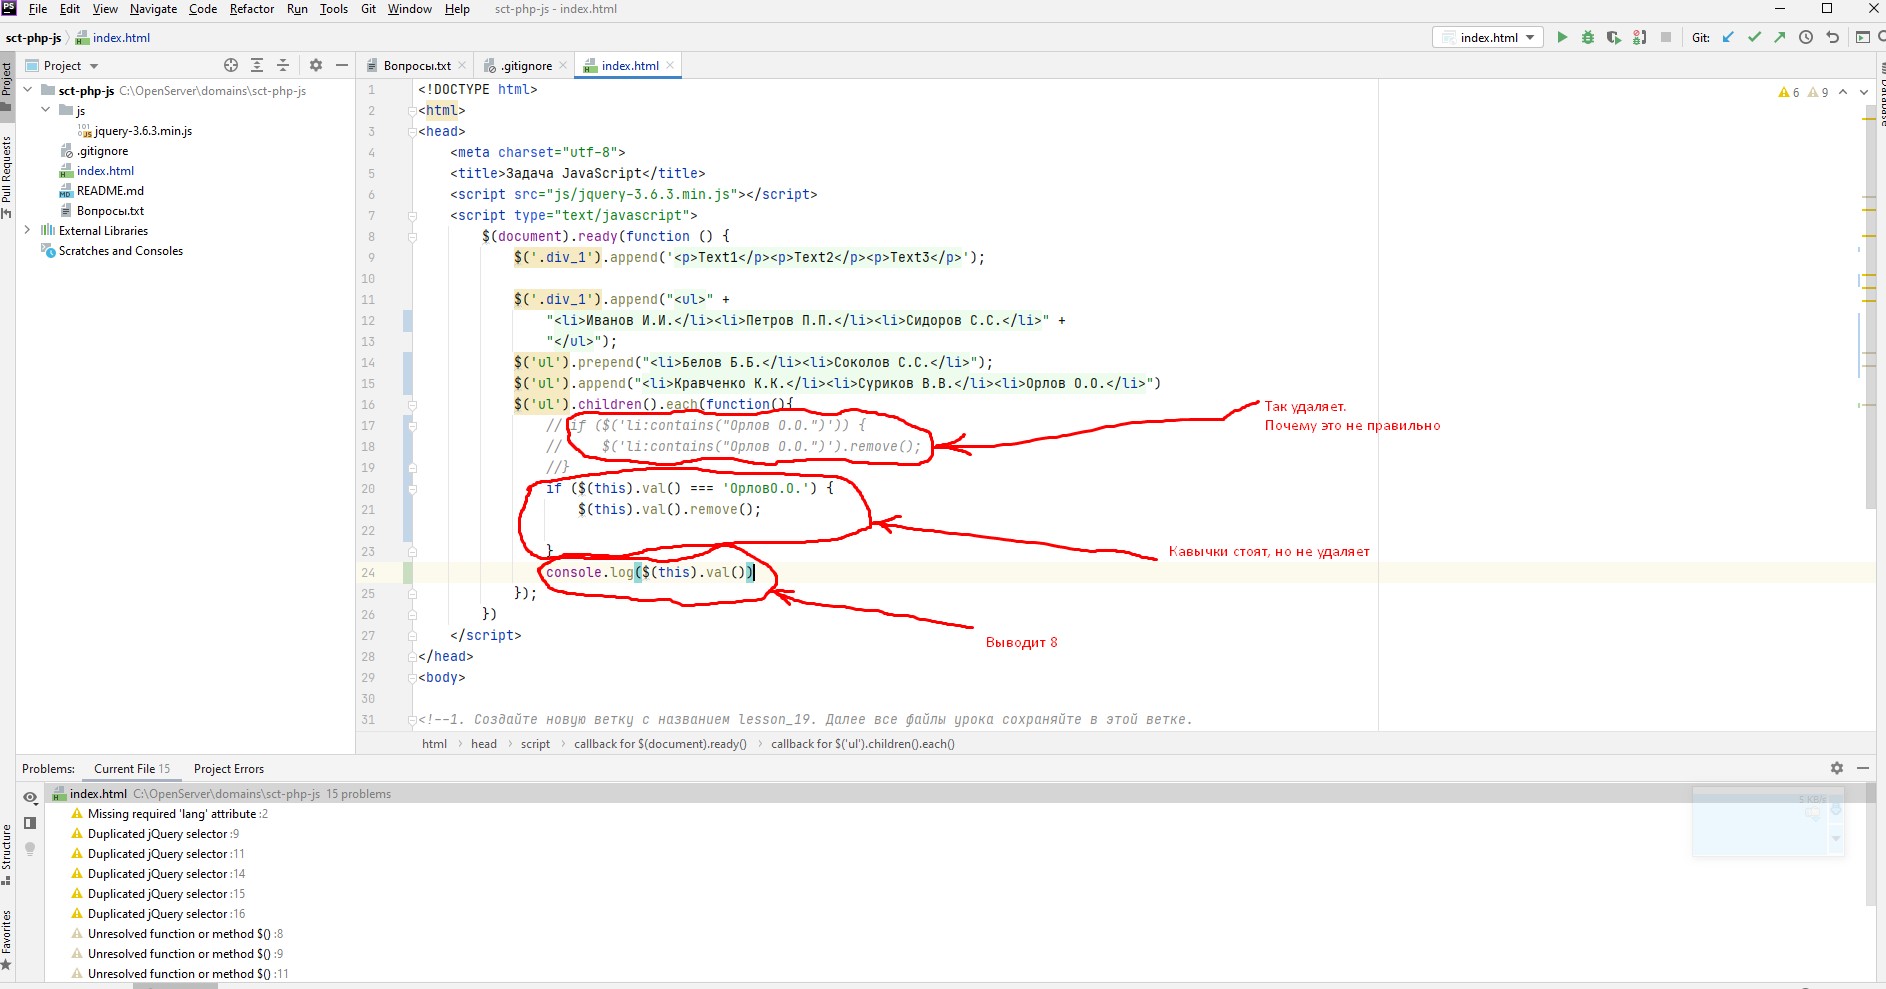 File Edit View Navigate Code Refactor Run Tools Git Window Help sct-php-js - index.html
sct-php-js index.html
index.html Git:
Project
Вопросы.txt .gitignore index.html
Project
Pull Requests
Structure
Favorites
Database
sct-php-js C:\OpenServer\domains\sct-php-js
js
jquery-3.6.3.min.js
.gitignore
index.html
README.md
Вопросы.txt
External Libraries
Scratches and Consoles
6 9
1 <!DOCTYPE html>
2 <html>
3 <head>
4 <meta charset="utf-8">
5 <title>Задача JavaScript</title>
6 <script src="js/jquery-3.6.3.min.js"></script>
7 <script type="text/javascript">
8 $(document).ready(function () {
9 $('.div_1').append('<p>Text1</p><p>Text2</p><p>Text3</p>');
10
11 $('.div_1').append("<ul>" +
12 "<li>Иванов И.И.</li><li>Петров П.П.</li><li>Сидоров С.С.</li>" +
13 "</ul>");
14 $('ul').prepend("<li>Белов Б.Б.</li><li>Соколов С.С.</li>");
15 $('ul').append("<li>Кравченко К.К.</li><li>Суриков В.В.</li><li>Орлов О.О.</li>")
16 $('ul').children().each(function(){
17 // if ($('li:contains("Орлов О.О.")')) {
18 // $('li:contains("Орлов О.О.")').remove();
19 //}
20 if ($(this).val() === 'ОрловО.О.') {
21 $(this).val().remove();
22
23 }
24 console.log($(this).val())
25 });
26 })
27 </script>
28 </head>
29 <body>
30
31 <!--1. Создайте новую ветку с названием lesson_19. Далее все файлы урока сохраняйте в этой ветке.
Так удаляет.
Почему это не правильно
Кавычки стоят, но не удаляет
Выводит 8
html head script callback for $(document).ready() callback for $('ul').children().each()
Problems: Current File 15 Project Errors
index.html C:\OpenServer\domains\sct-php-js 15 problems
Missing required 'lang' attribute :2
Duplicated jQuery selector :9
Duplicated jQuery selector :11
Duplicated jQuery selector :14
Duplicated jQuery selector :15
Duplicated jQuery selector :16
Unresolved function or method $() :8
Unresolved function or method $() :9
Unresolved function or method $() :11
5 KB/s